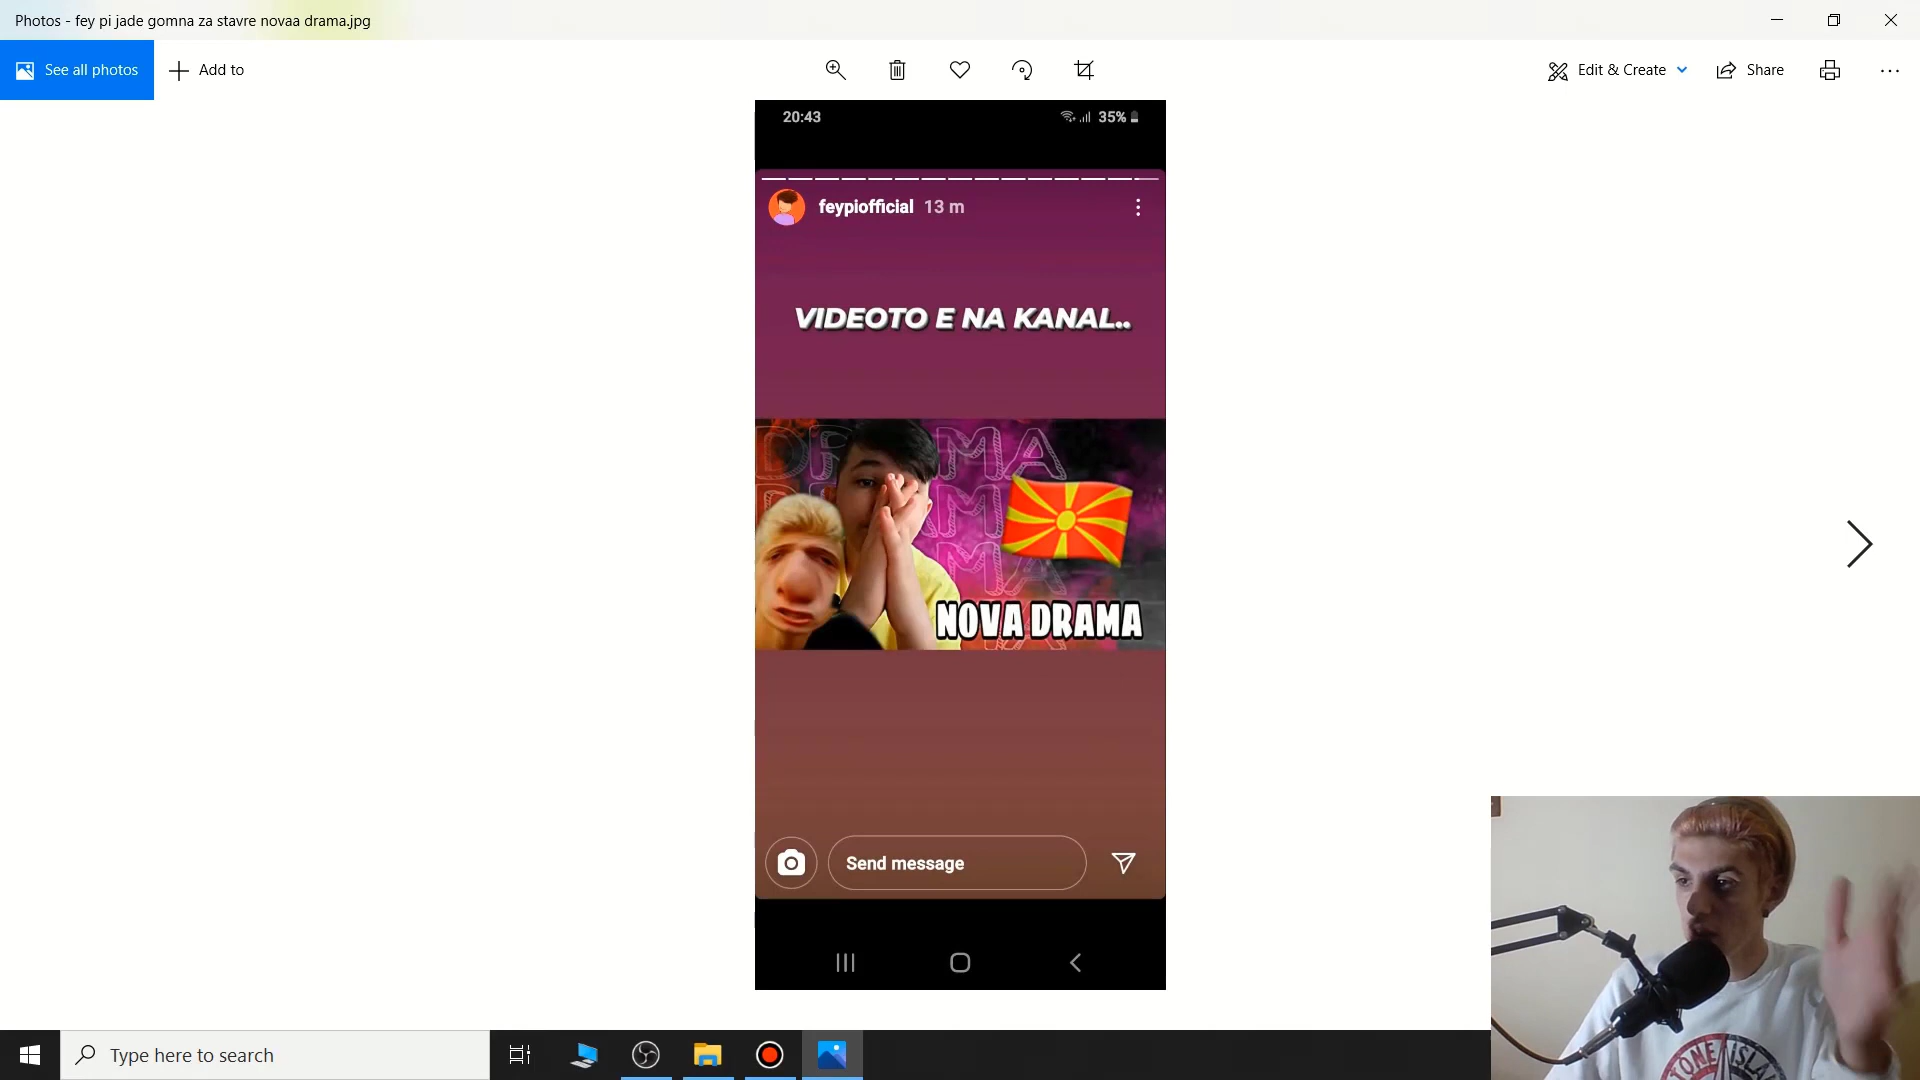 Photos - fey pi jade gomna za stavre novaa drama.jpg
See all photos
Add to
Edit & Create
Share
20:43
35%
feypiofficial 13 m
VIDEOTO E NA KANAL..
DRAMA
NOVA DRAMA
Send message
Type here to search